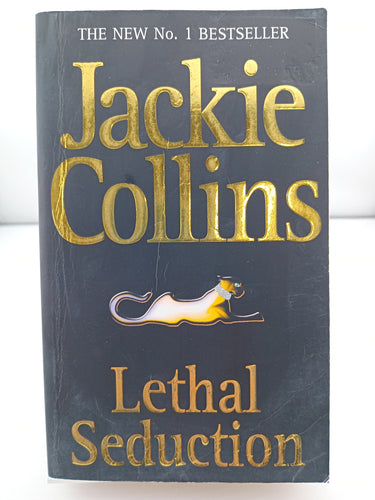 THE NEW No. 1 BESTSELLER
Jackie
Collins
Lethal
Seduction